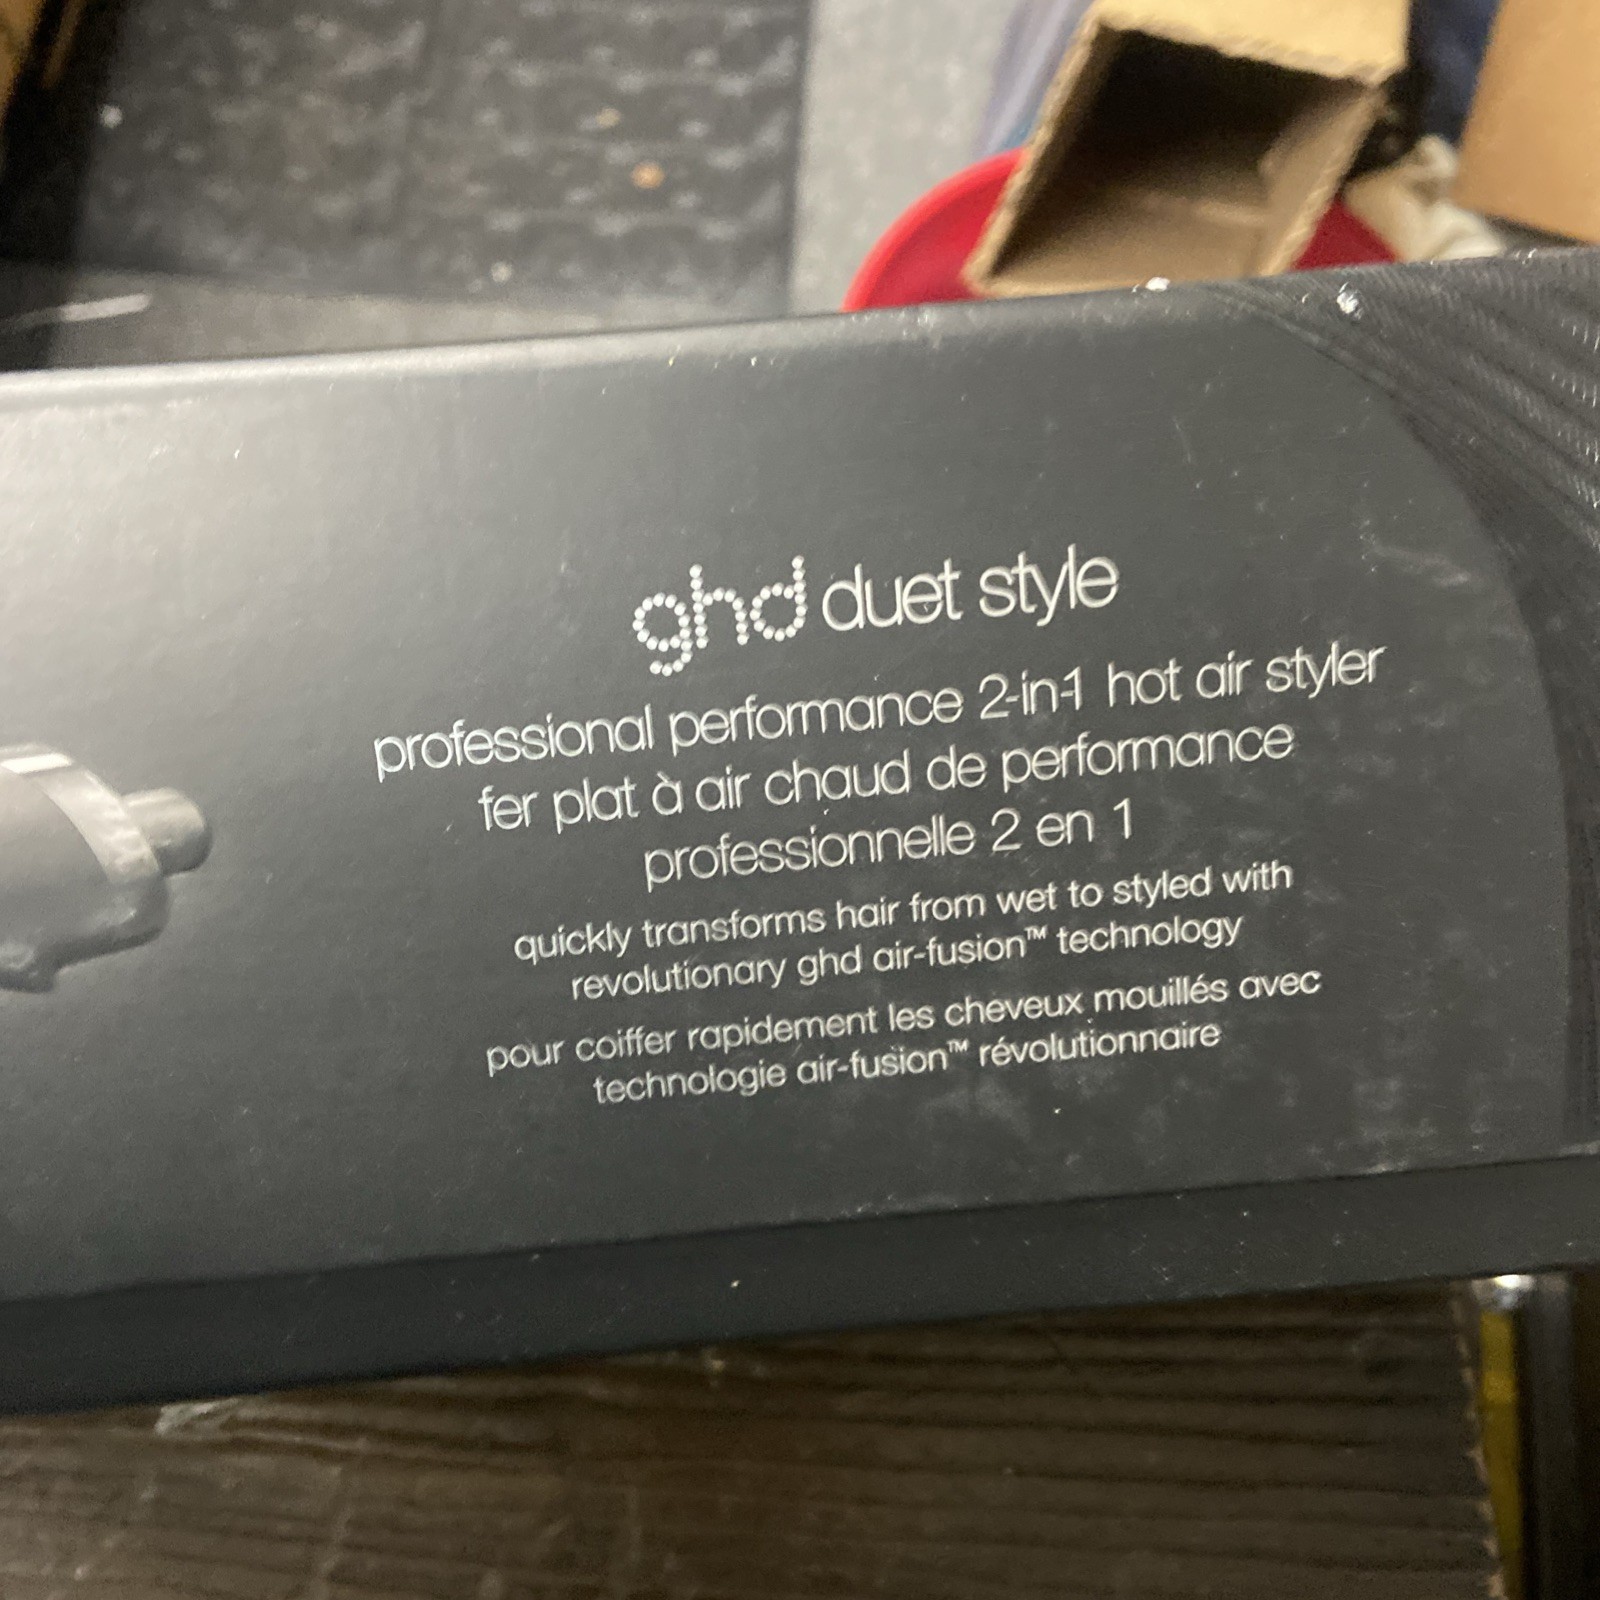 ghd duet style
professional performance 2-in-1 hot air styler
fer plat à air chaud de performance
professionnelle 2 en 1
quickly transforms hair from wet to styled with
revolutionary ghd air-fusion™ technology
pour coiffer rapidement les cheveux mouillés avec
technologie air-fusion™ révolutionnaire